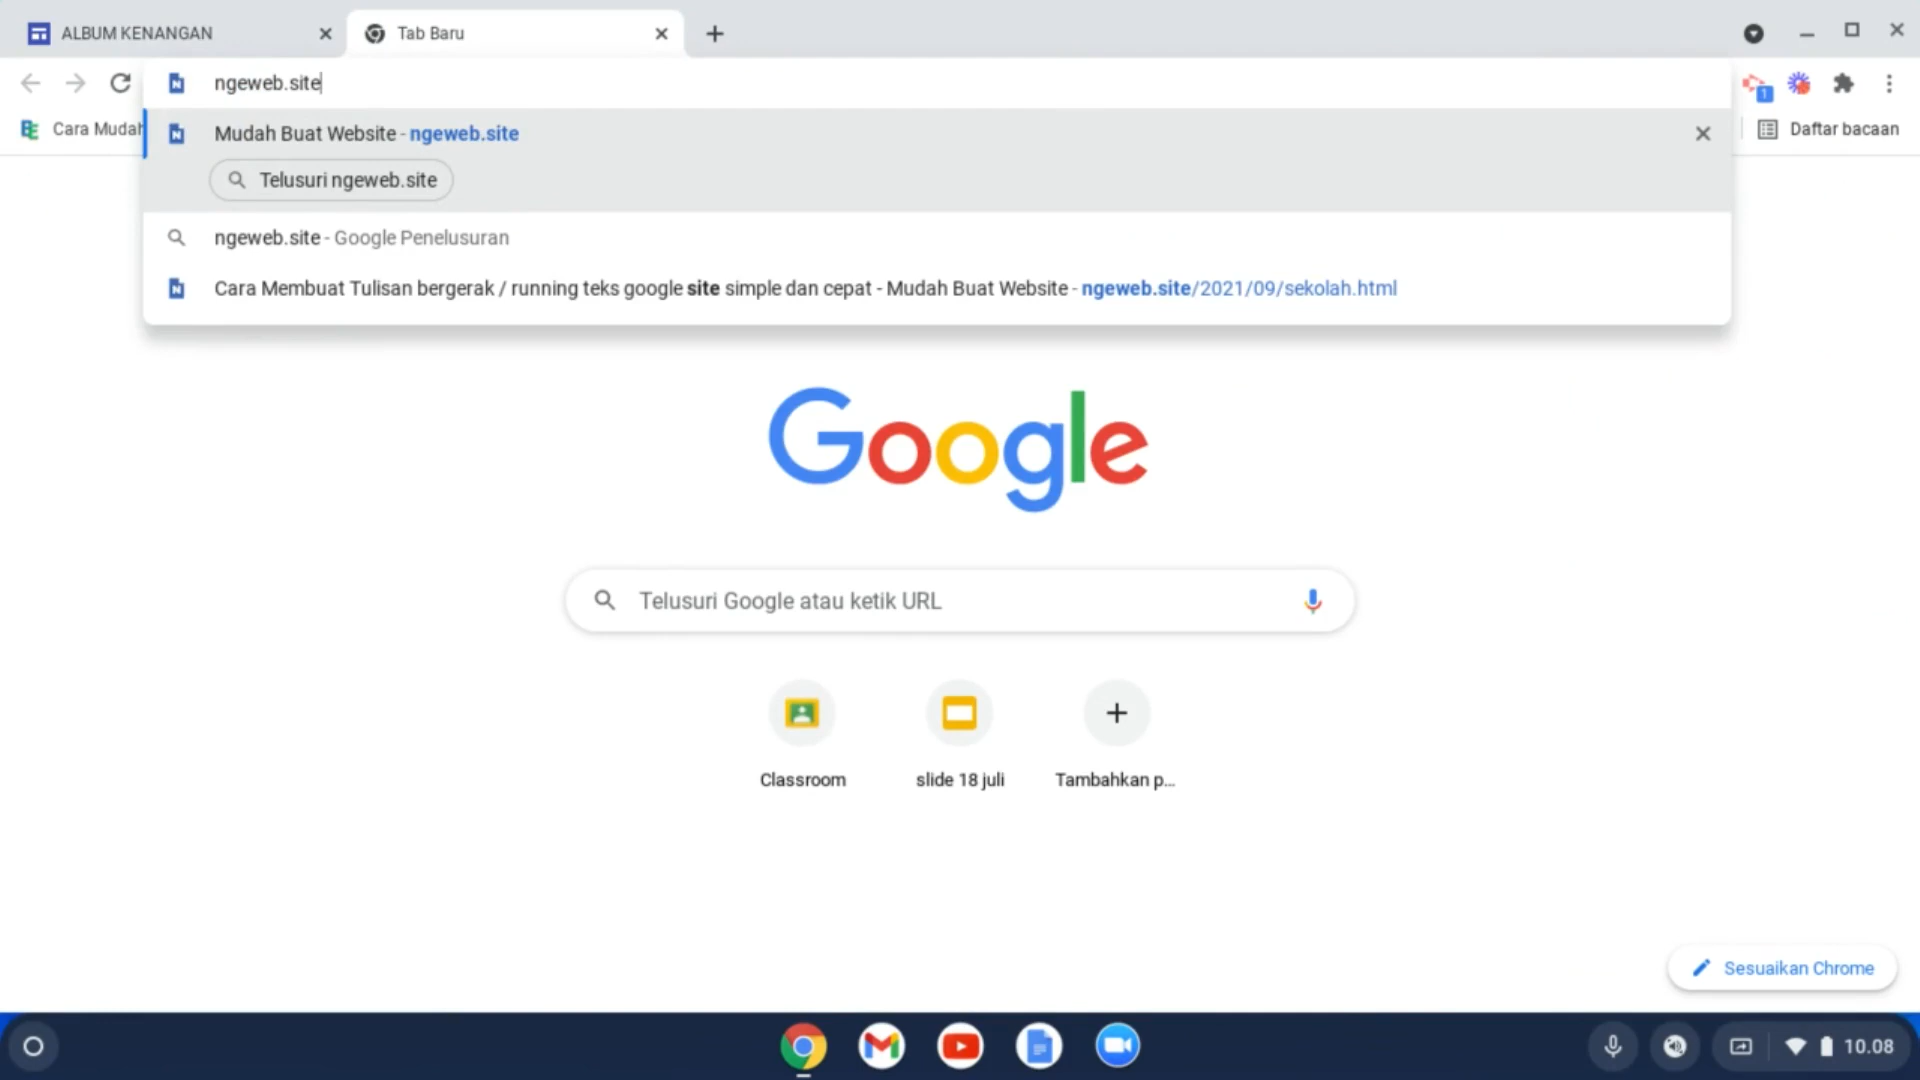 ALBUM KENANGAN
Tab Baru
ngeweb.site
Mudah Buat Website - ngeweb.site
Cara Mudah
Daftar bacaan
Telusuri ngeweb.site
ngeweb.site - Google Penelusuran
Cara Membuat Tulisan bergerak / running teks google site simple dan cepat - Mudah Buat Website - ngeweb.site/2021/09/sekolah.html
Google
Telusuri Google atau ketik URL
Classroom
slide 18 juli
Tambahkan p...
Sesuaikan Chrome
10.08
1